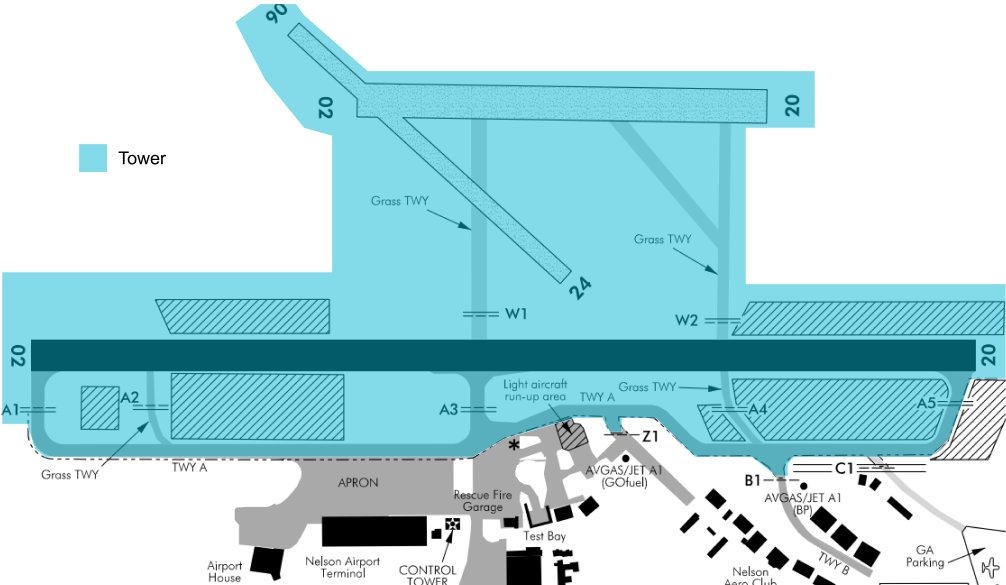 06
02
20
Tower
Grass TWY
Grass TWY
24
W1
W2
02
20
Light aircraft
run-up area
TWY A
Grass TWY
A1
A2
A3
A4
A5
Z1
*
Grass TWY
TWY A
APRON
AVGAS/JET A1
(GOfuel)
B1
C1
AVGAS/JET A1
(BP)
Rescue Fire
Garage
Test Bay
TWY B
GA
Parking
Airport
House
Nelson Airport
Terminal
CONTROL
TOWER
Nelson
Aero Club